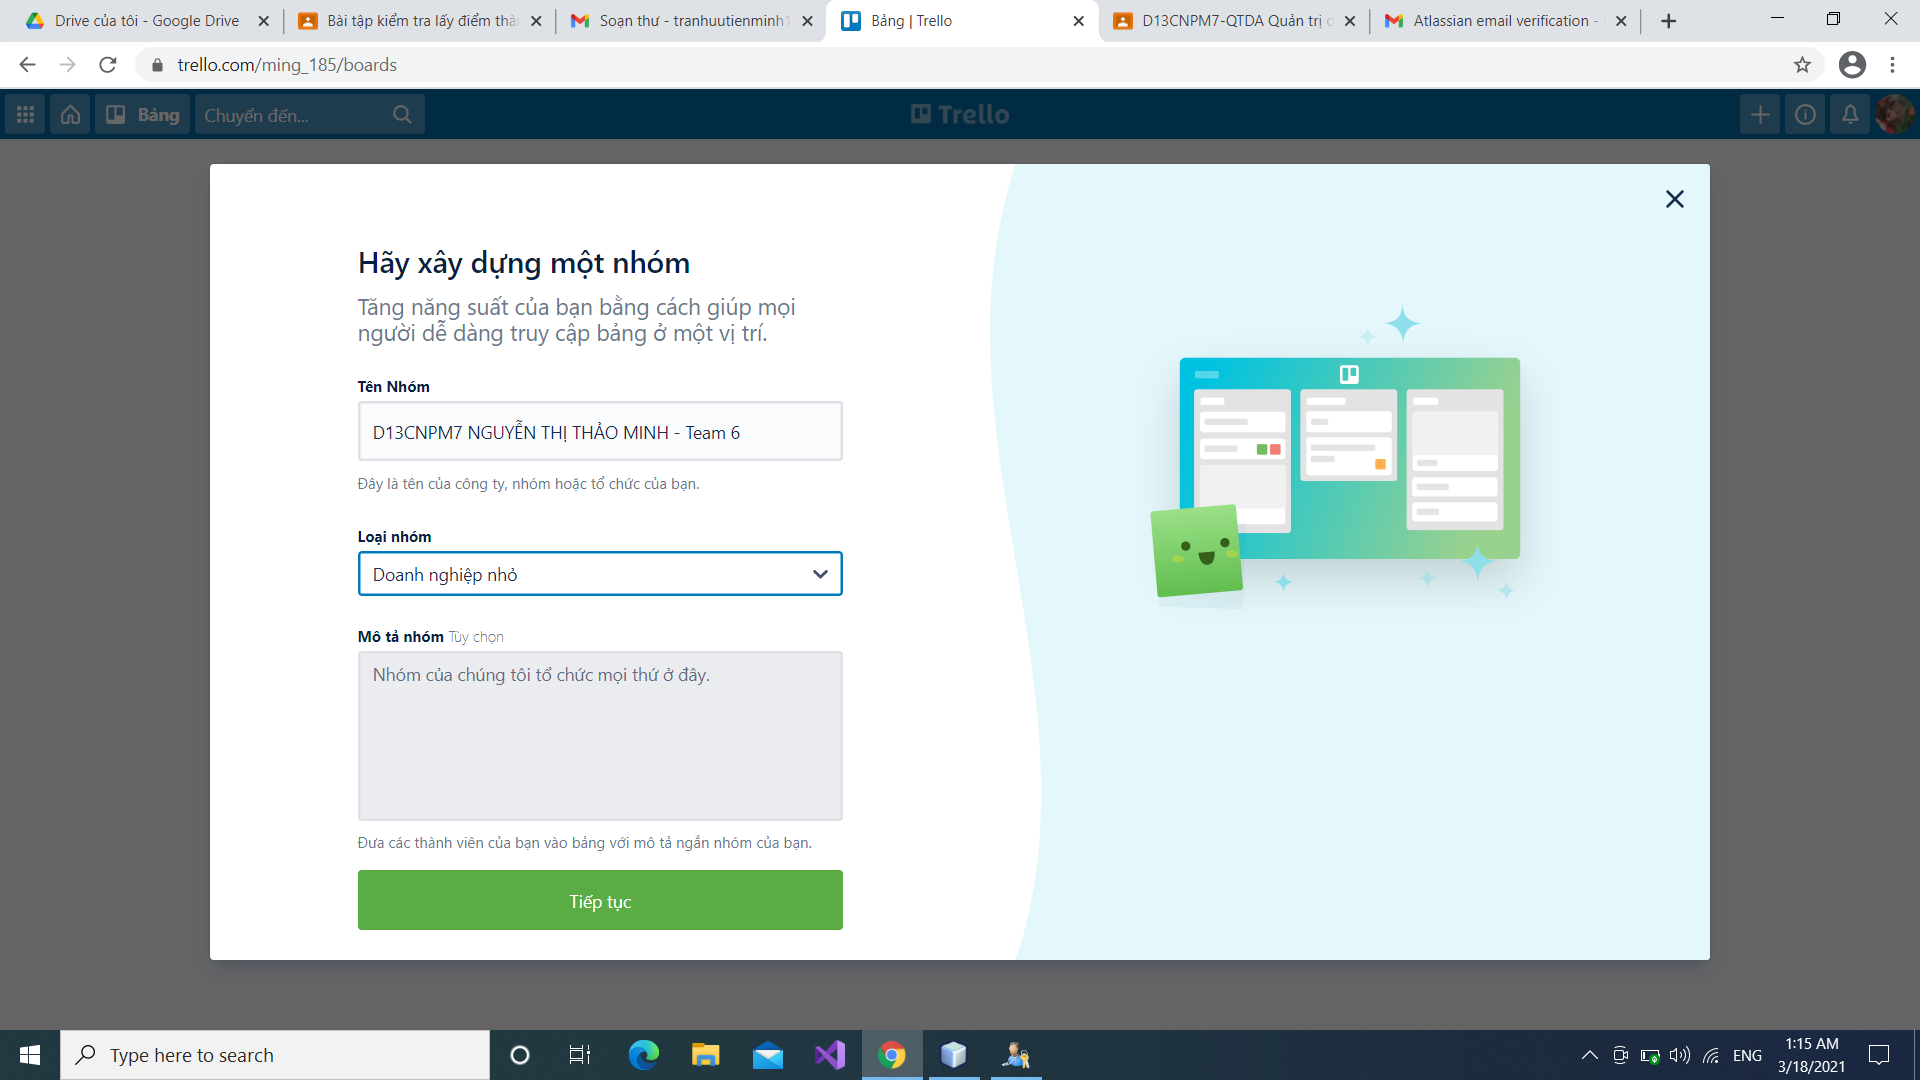 Drive của tôi - Google Drive
Bài tập kiểm tra lấy điểm thà
Soạn thư - tranhuutienminh1
Bảng | Trello
D13CNPM7-QTDA Quản trị d
Atlassian email verification -
trello.com/ming_185/boards
Bảng
Chuyển đến...
Trello
Hãy xây dựng một nhóm
Tăng năng suất của bạn bằng cách giúp mọi
người dễ dàng truy cập bảng ở một vị trí.
Tên Nhóm
D13CNPM7 NGUYỄN THỊ THẢO MINH - Team 6
Đây là tên của công ty, nhóm hoặc tổ chức của bạn.
Loại nhóm
Doanh nghiệp nhỏ
Mô tả nhóm Tùy chọn
Nhóm của chúng tôi tổ chức mọi thứ ở đây.
Đưa các thành viên của bạn vào bảng với mô tả ngắn nhóm của bạn.
Tiếp tục
Type here to search
ENG
1:15 AM
3/18/2021